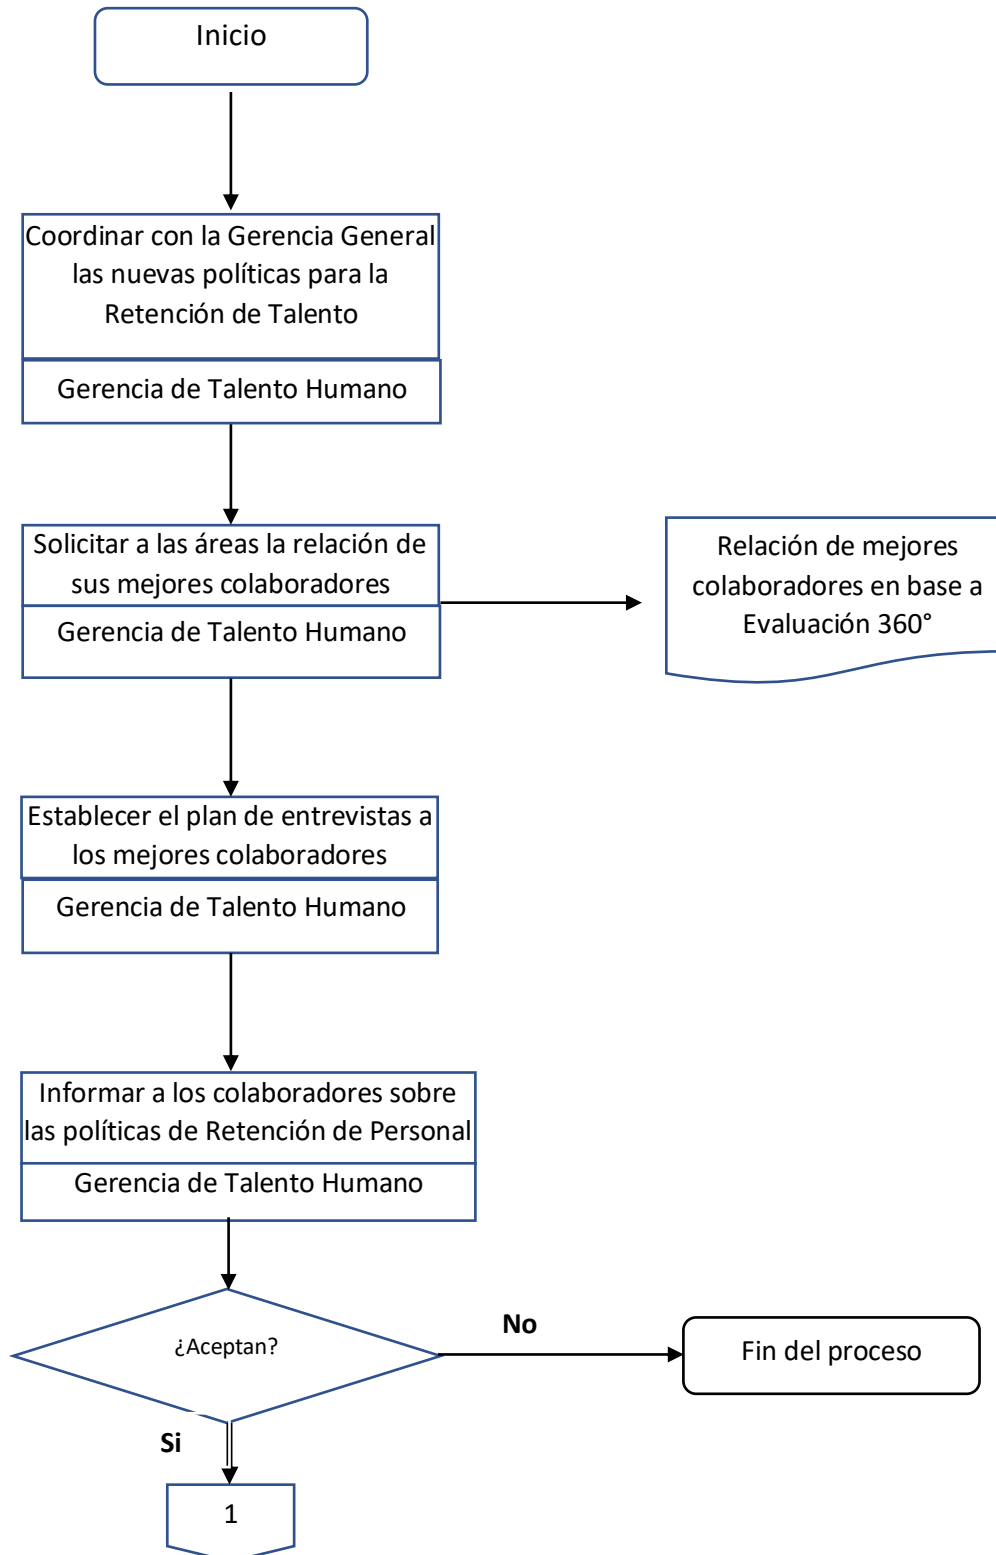 Inicio
Coordinar con la Gerencia General
las nuevas políticas para la
Retención de Talento
Gerencia de Talento Humano
Solicitar a las áreas la relación de
sus mejores colaboradores
Gerencia de Talento Humano
Relación de mejores
colaboradores en base a
Evaluación 360°
Establecer el plan de entrevistas a
los mejores colaboradores
Gerencia de Talento Humano
Informar a los colaboradores sobre
las políticas de Retención de Personal
Gerencia de Talento Humano
¿Aceptan?
No
Fin del proceso
Si
1